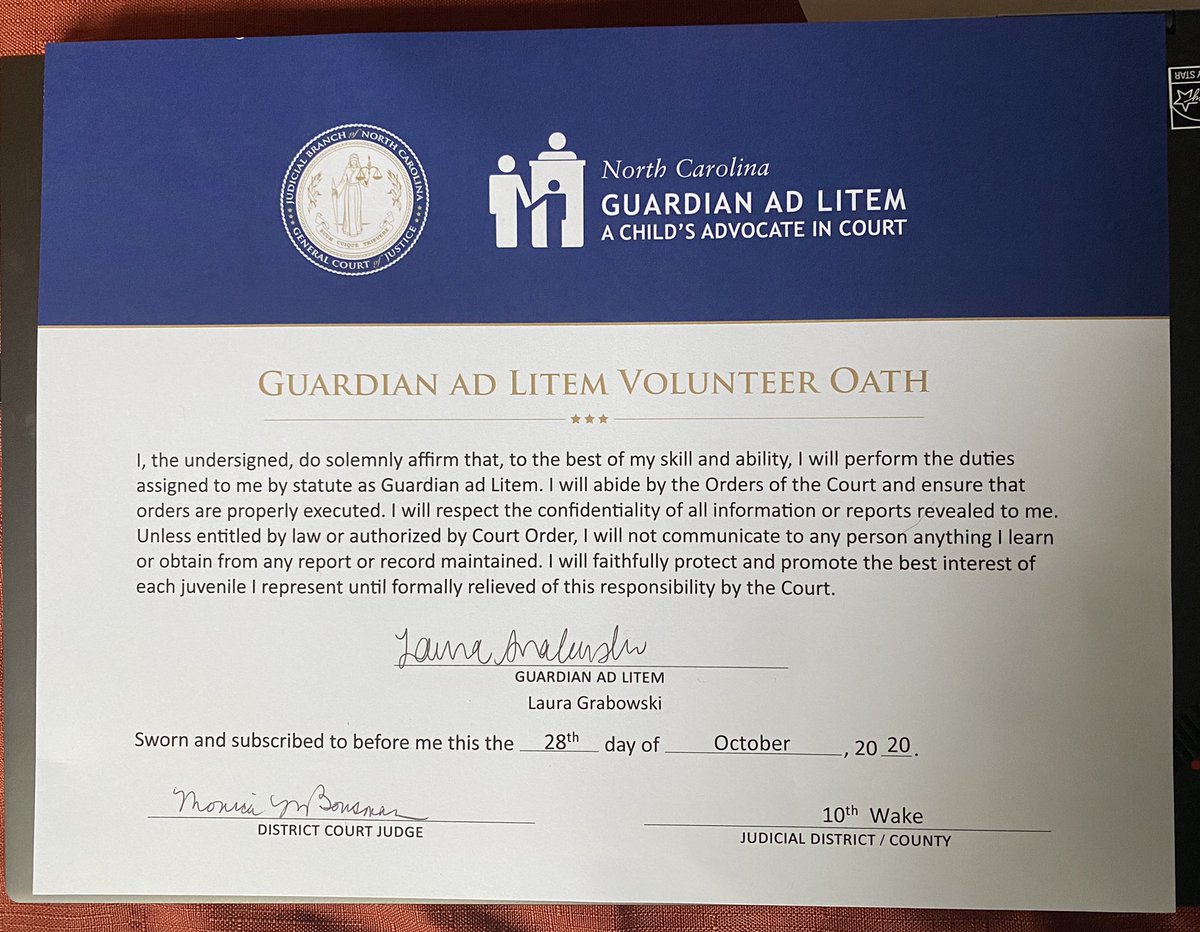 JUDICIAL BRANCH of NORTH CAROLINA
GENERAL COURT of JUSTICE
SUUM CUIQUE TRIBUERE
North Carolina
GUARDIAN AD LITEM
A CHILD'S ADVOCATE IN COURT
STAR
GUARDIAN AD LITEM VOLUNTEER OATH
I, the undersigned, do solemnly affirm that, to the best of my skill and ability, I will perform the duties
assigned to me by statute as Guardian ad Litem. I will abide by the Orders of the Court and ensure that
orders are properly executed. I will respect the confidentiality of all information or reports revealed to me.
Unless entitled by law or authorized by Court Order, I will not communicate to any person anything I learn
or obtain from any report or record maintained. I will faithfully protect and promote the best interest of
each juvenile I represent until formally relieved of this responsibility by the Court.
Laura Grabowski
GUARDIAN AD LITEM
Laura Grabowski
Sworn and subscribed to before me this the 28th day of October, 20 20.
Monica M Bousman
DISTRICT COURT JUDGE
10th Wake
JUDICIAL DISTRICT / COUNTY